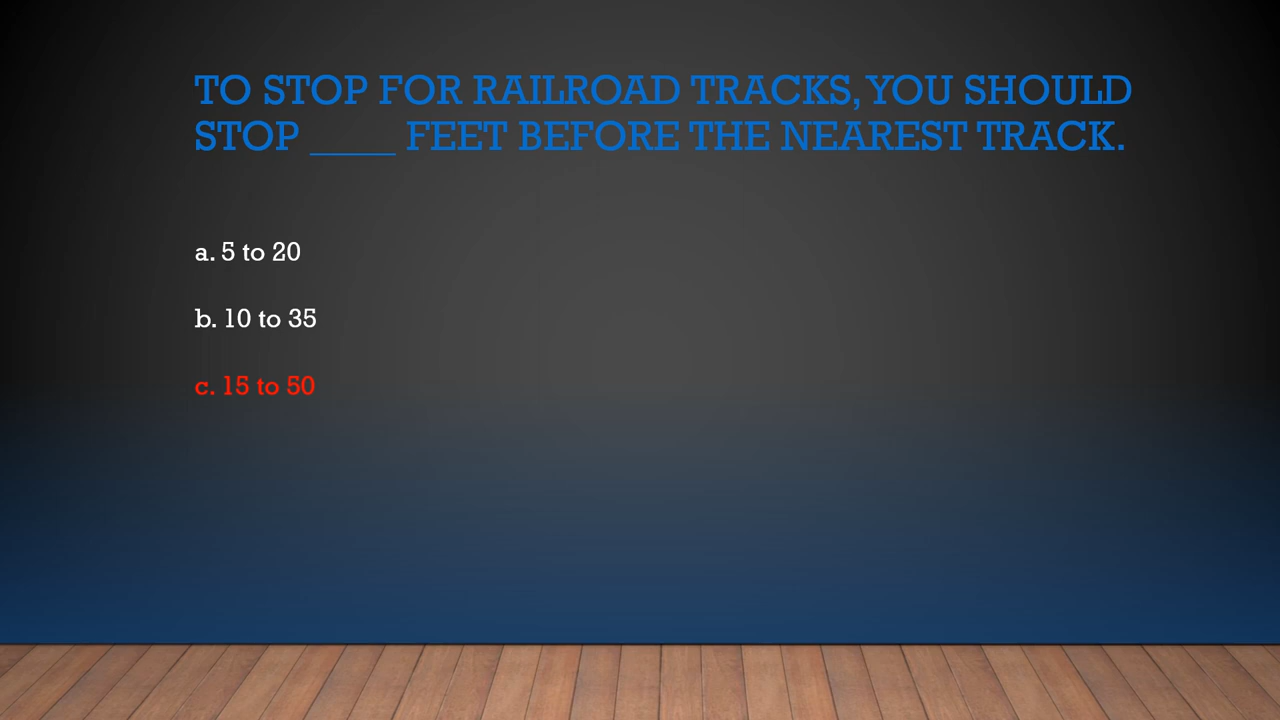 TO STOP FOR RAILROAD TRACKS, YOU SHOULD
STOP _____ FEET BEFORE THE NEAREST TRACK.
a. 5 to 20
b. 10 to 35
c. 15 to 50